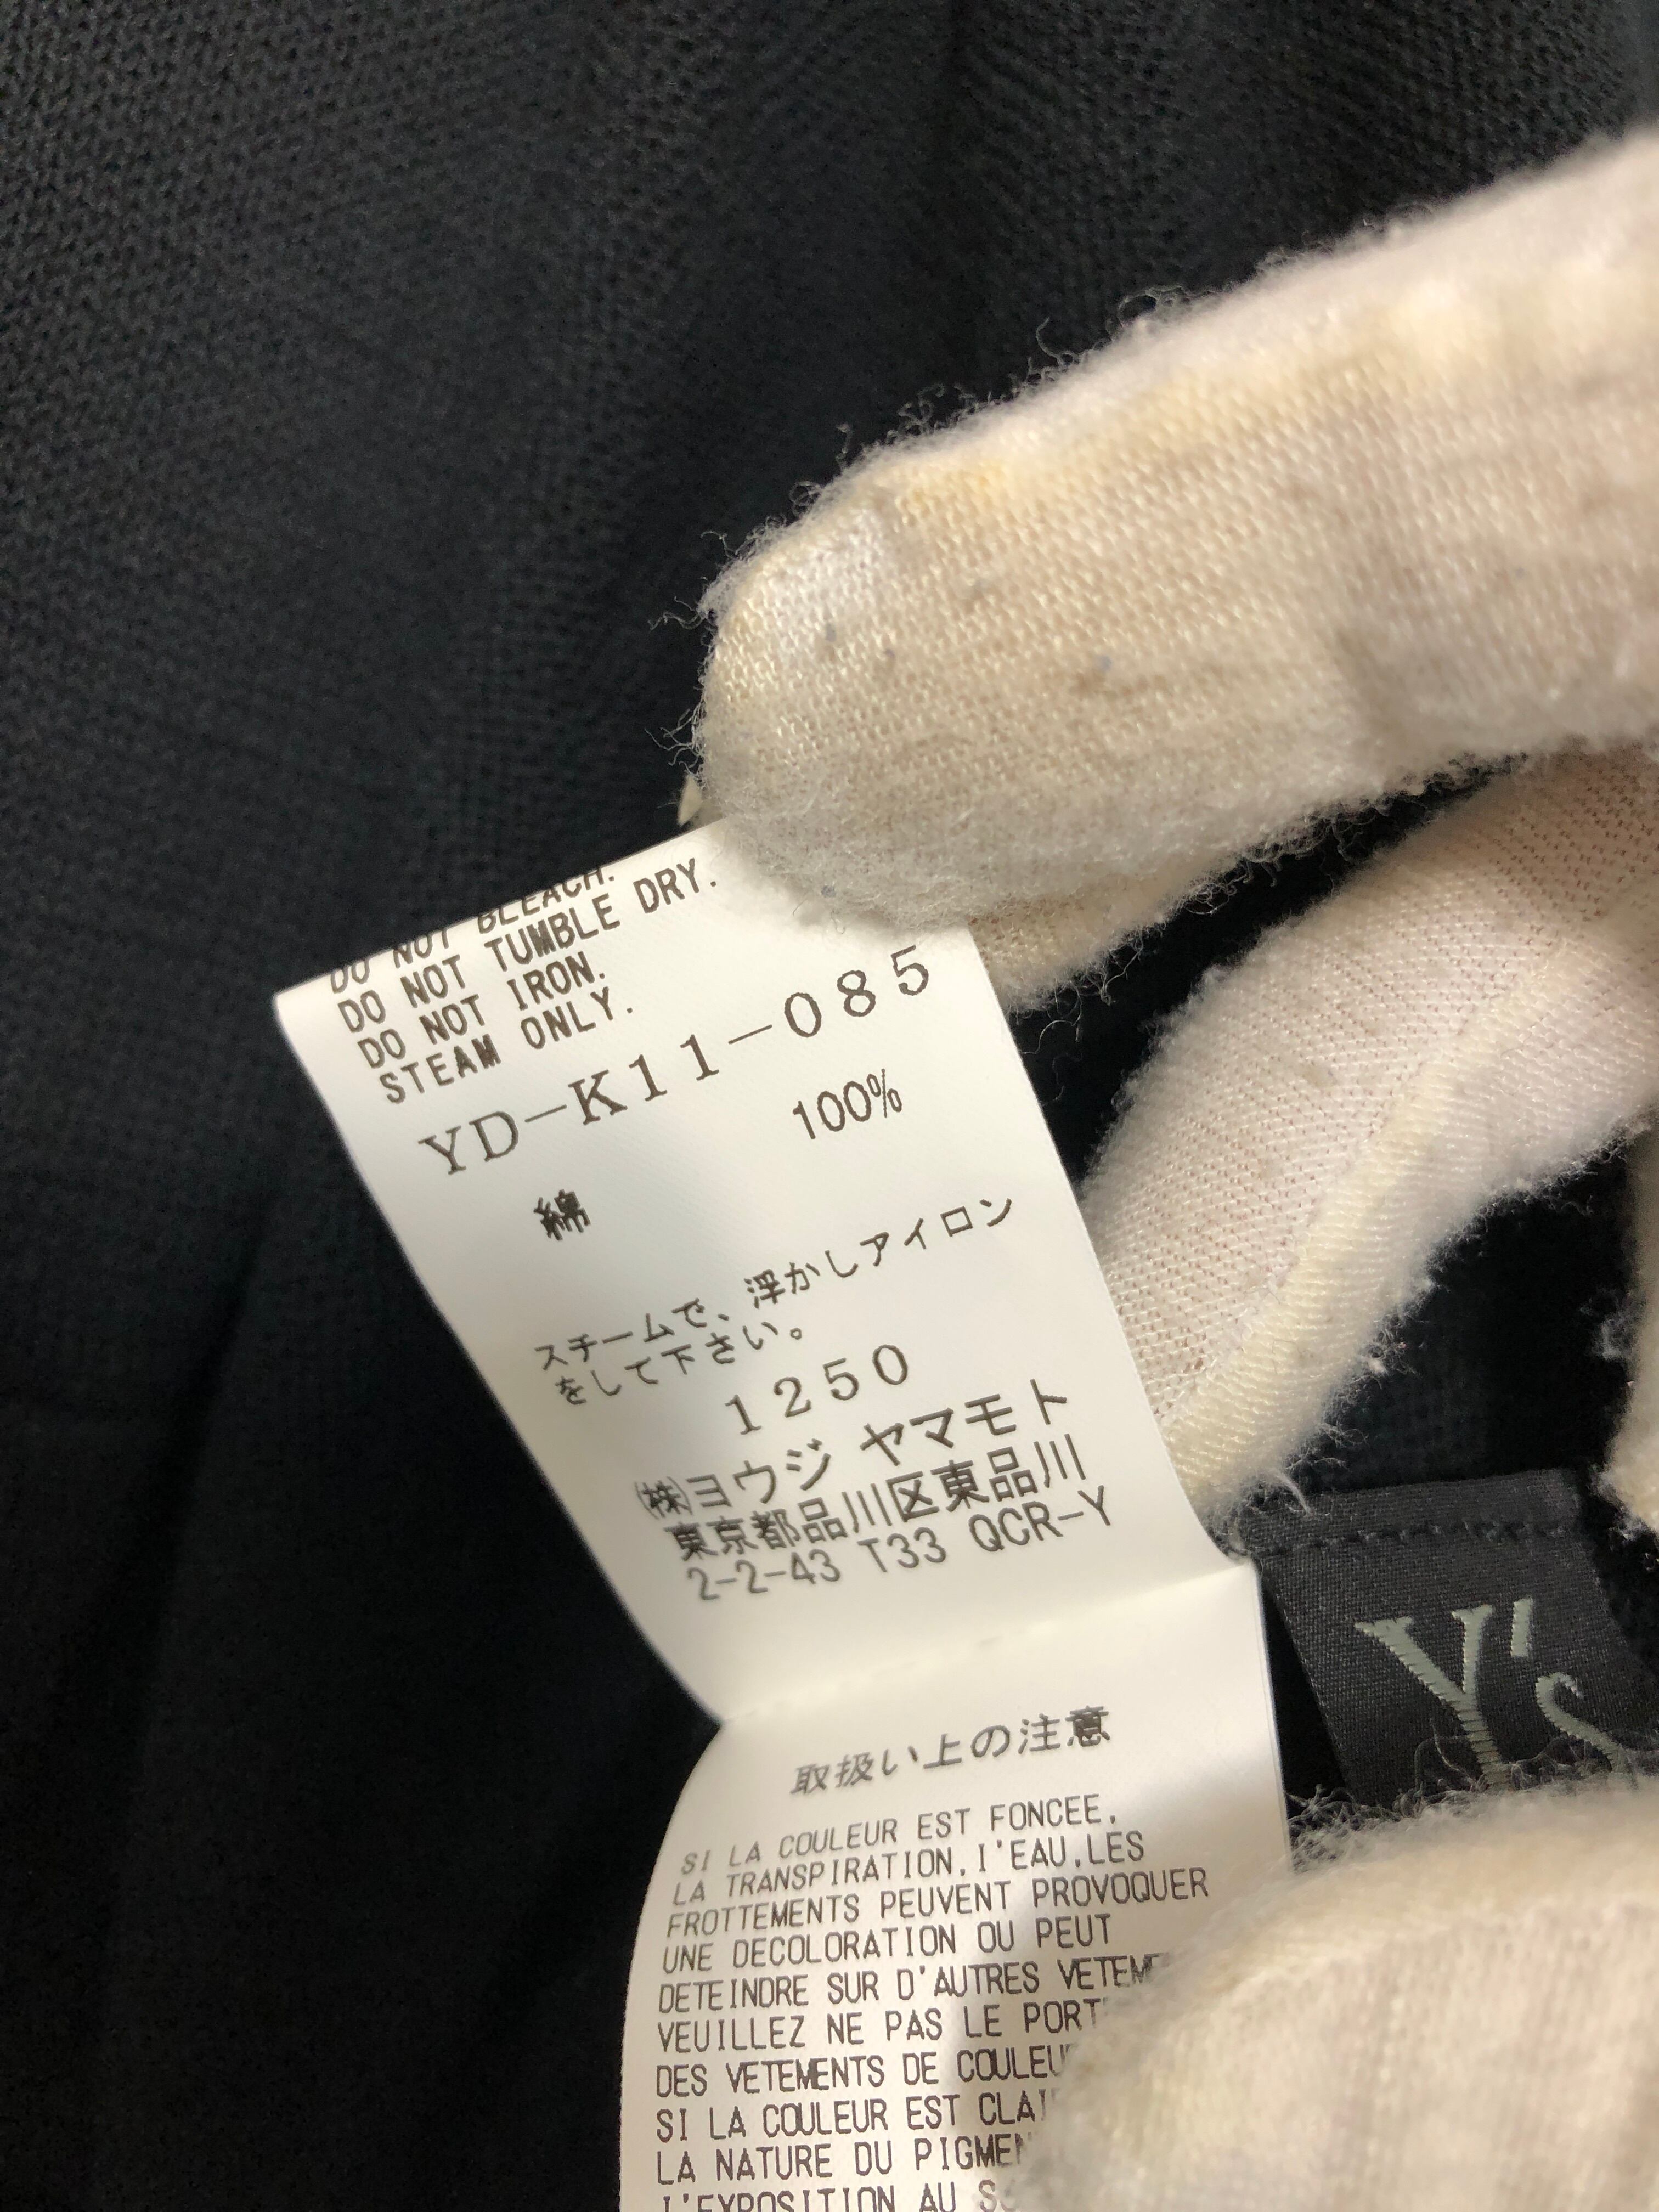 DO NOT BLEACH.
DO NOT TUMBLE DRY.
DO NOT IRON.
STEAM ONLY.
YD-K11-085
綿 100%
スチームで、浮かしアイロン
をして下さい。
1250
㈱ヨウジ ヤマモト
東京都品川区東品川
2-2-43 T33 QCR-Y
Y's
取扱い上の注意
SI LA COULEUR EST FONCEE,
LA TRANSPIRATION, I'EAU, LES
FROTTEMENTS PEUVENT PROVOQUER
UNE DECOLORATION OU PEUT
DETEINDRE SUR D'AUTRES
VEUILLEZ NE PAS LE
DES VETEMENTS DE
SI LA COULEUR EST
LA NATURE DU
L'EXPOSITION AU